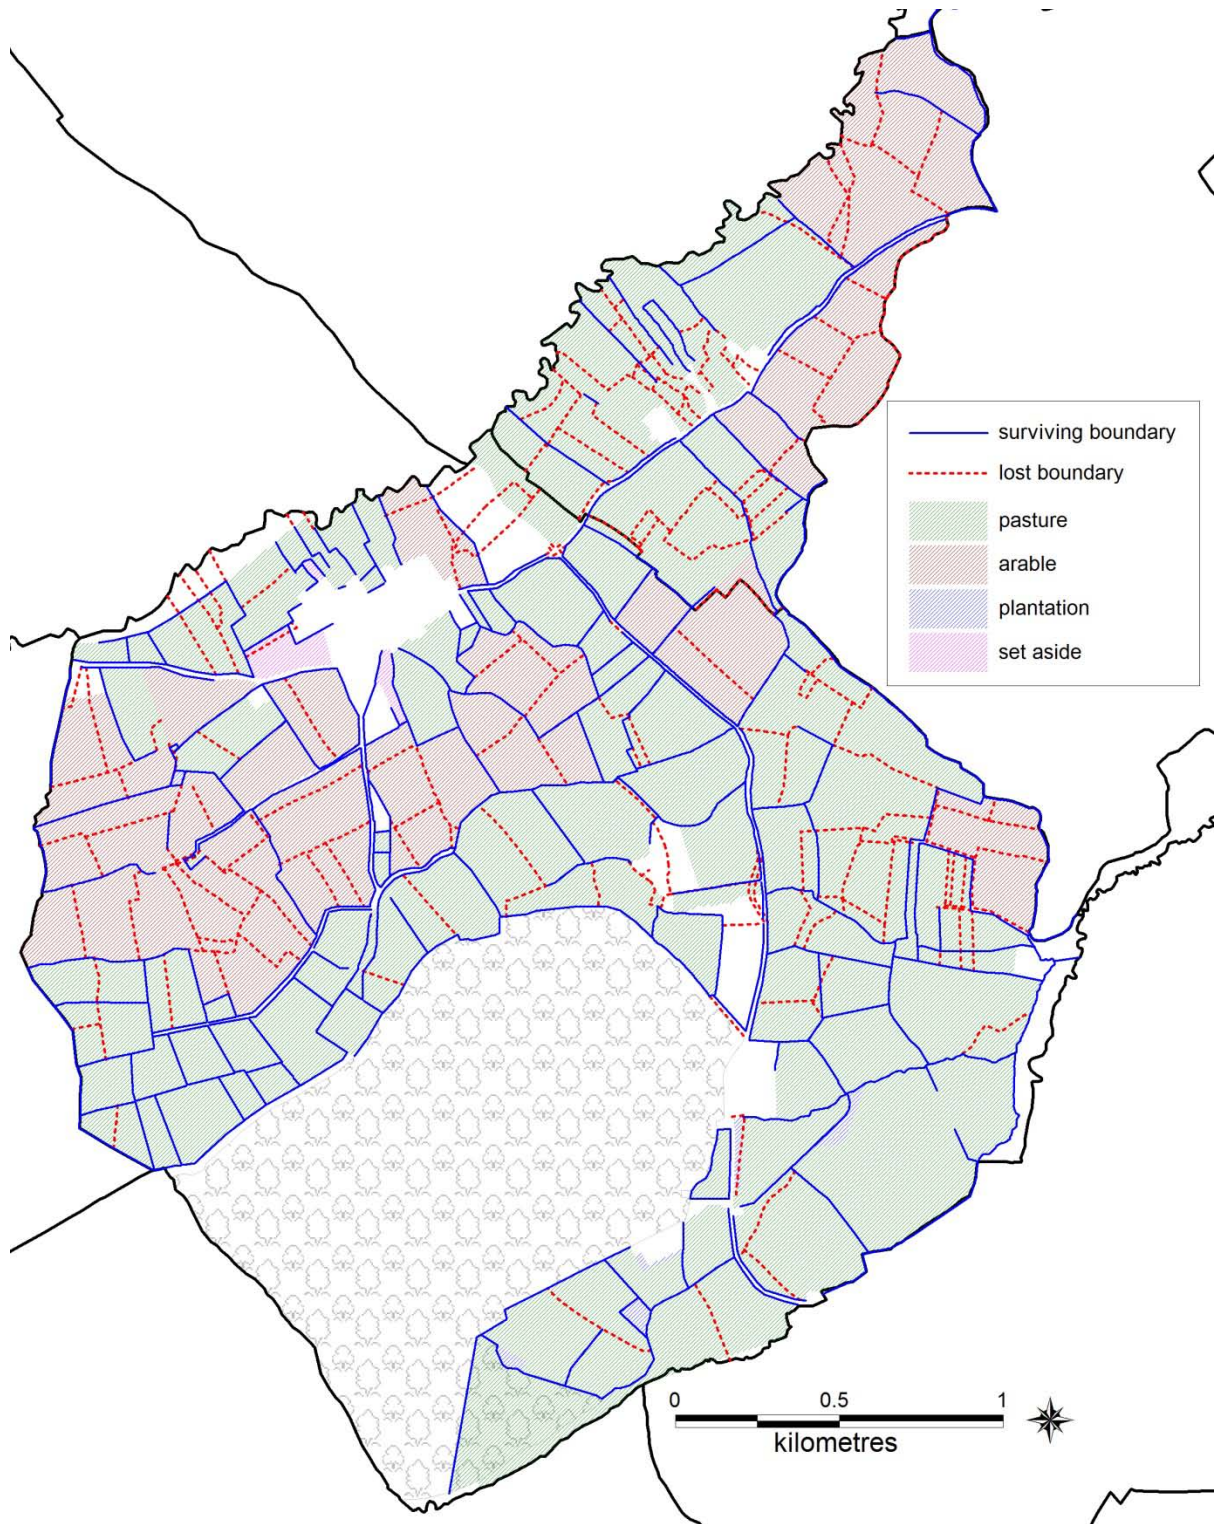 surviving boundary
lost boundary
pasture
arable
plantation
set aside
0 0.5 1
kilometres